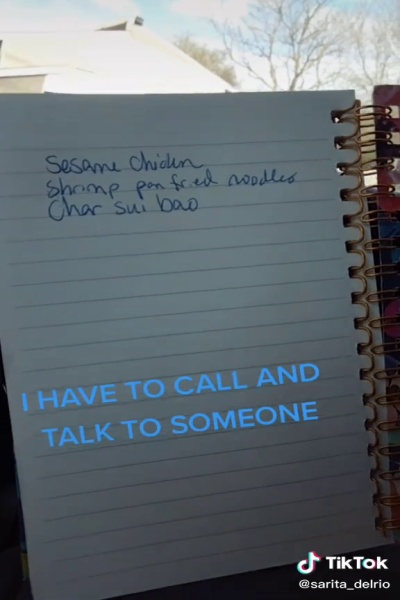 Sesame Chicken
Shrimp pan fried noodles
Char sui bao
I HAVE TO CALL AND
TALK TO SOMEONE
TikTok
@sarita_delrio